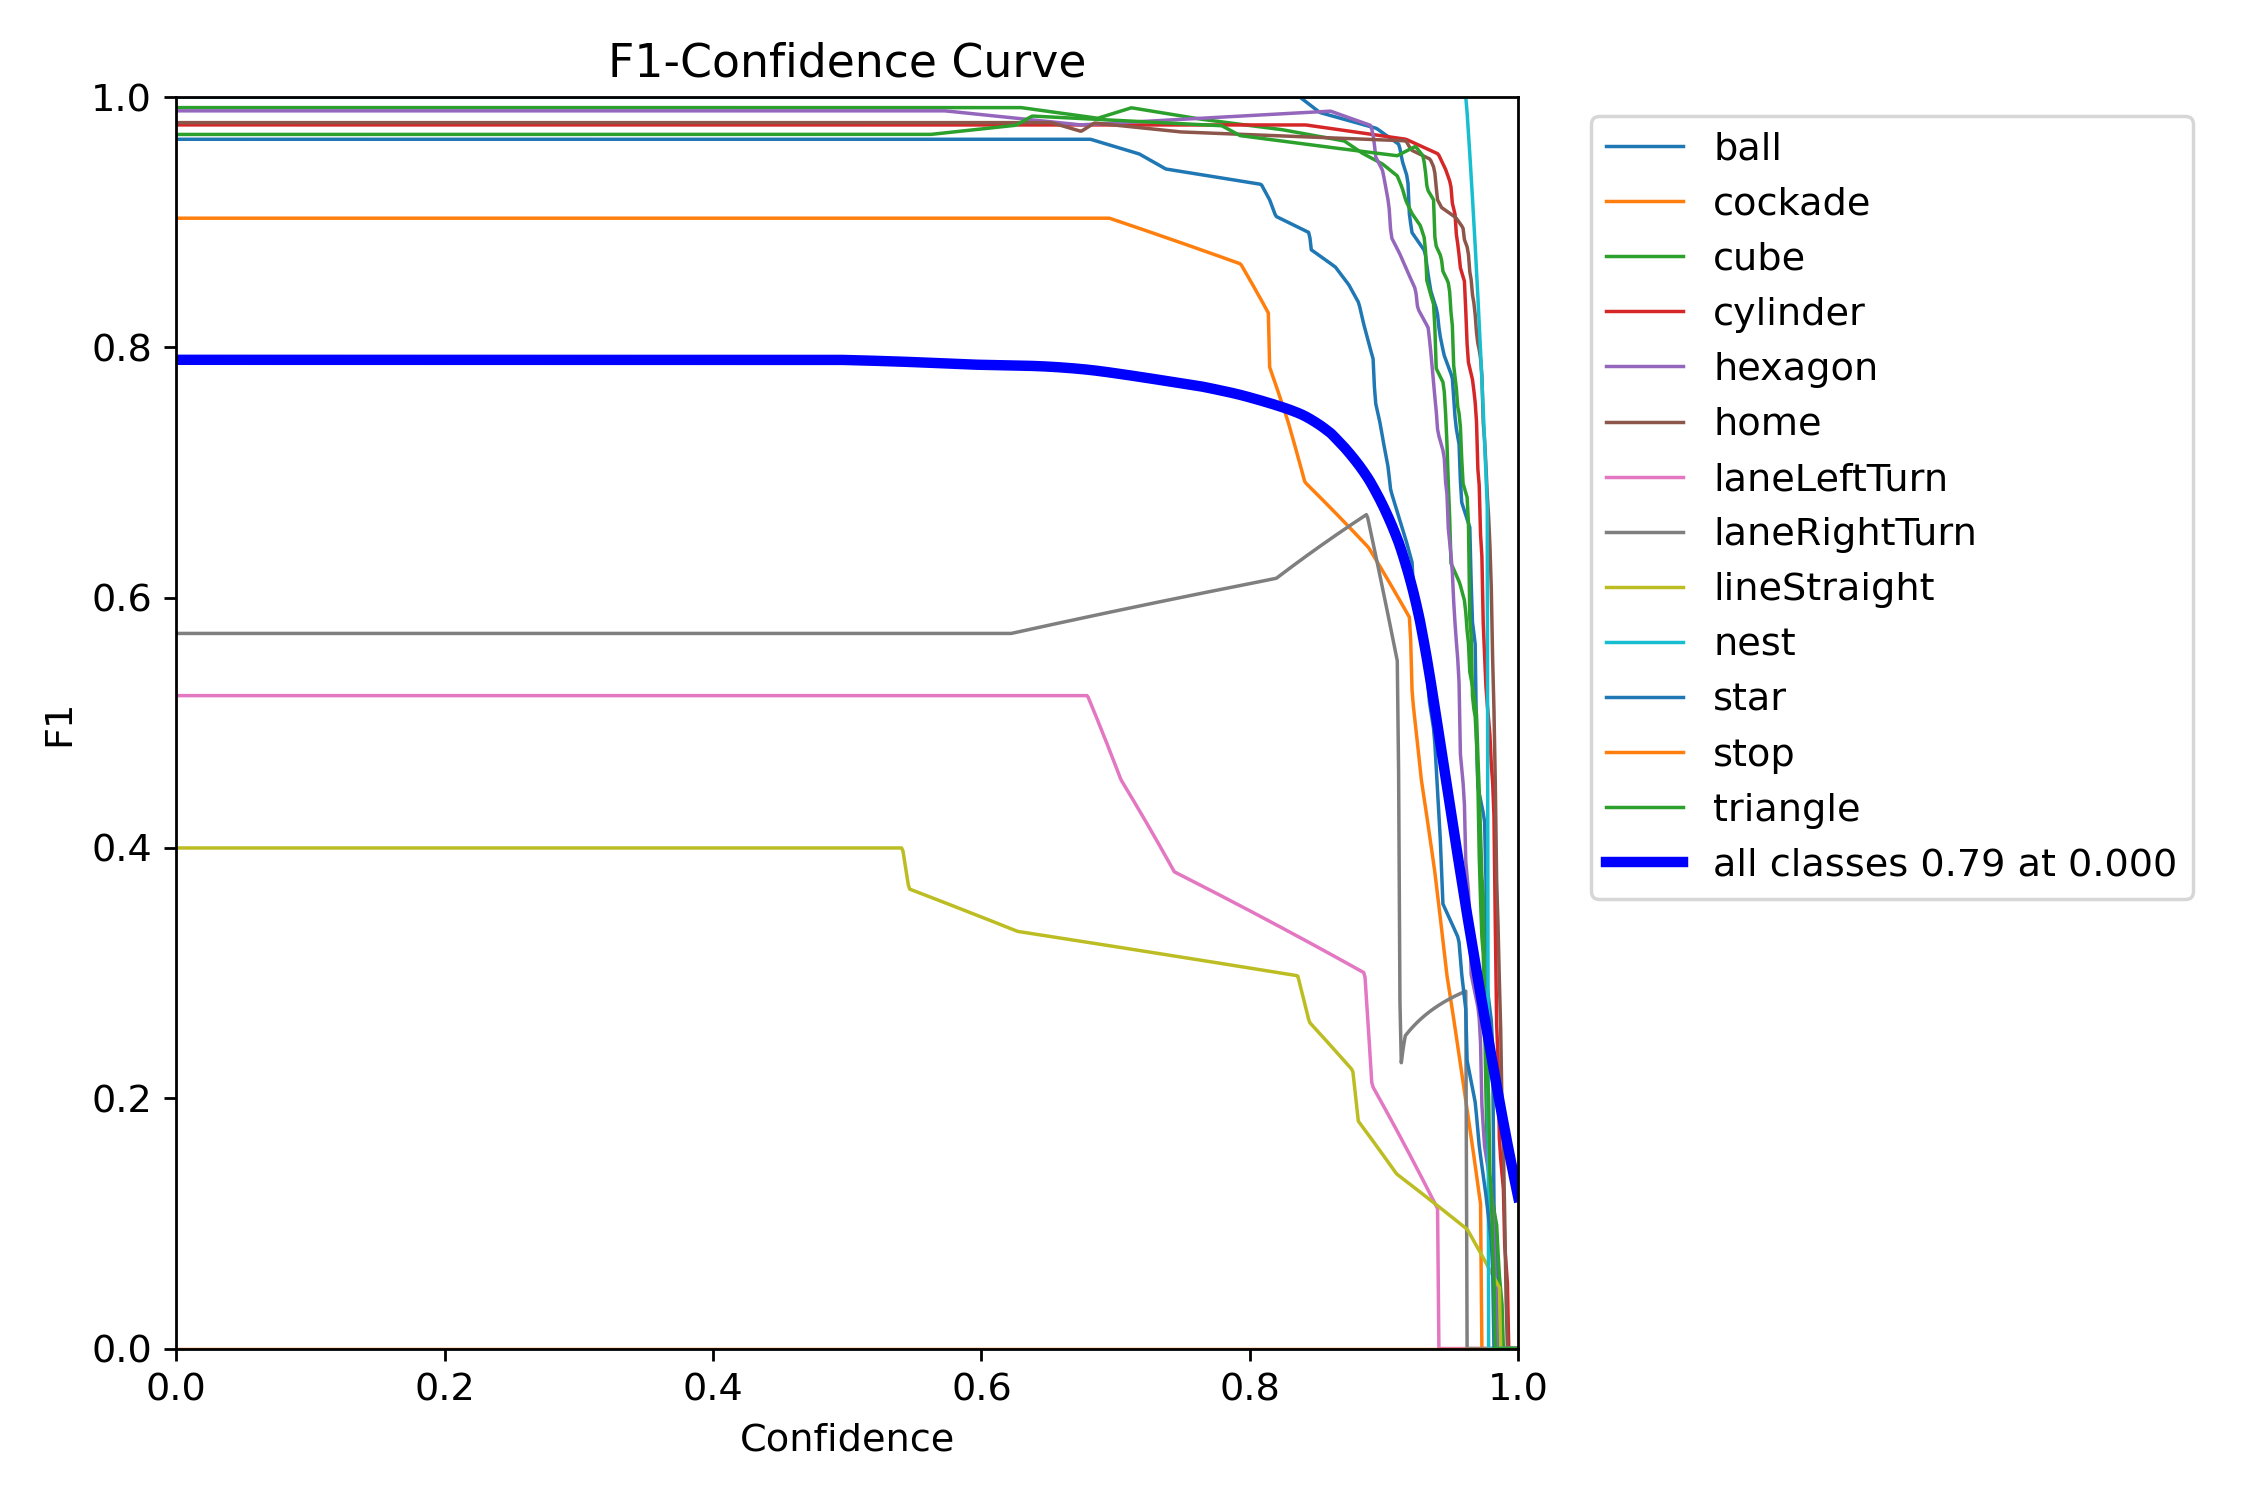 F1-Confidence Curve
1.0
0.8
0.6
0.4
0.2
0.0
F1
0.0 0.2 0.4 0.6 0.8 1.0
Confidence
ball
cockade
cube
cylinder
hexagon
home
laneLeftTurn
laneRightTurn
lineStraight
nest
star
stop
triangle
all classes 0.79 at 0.000